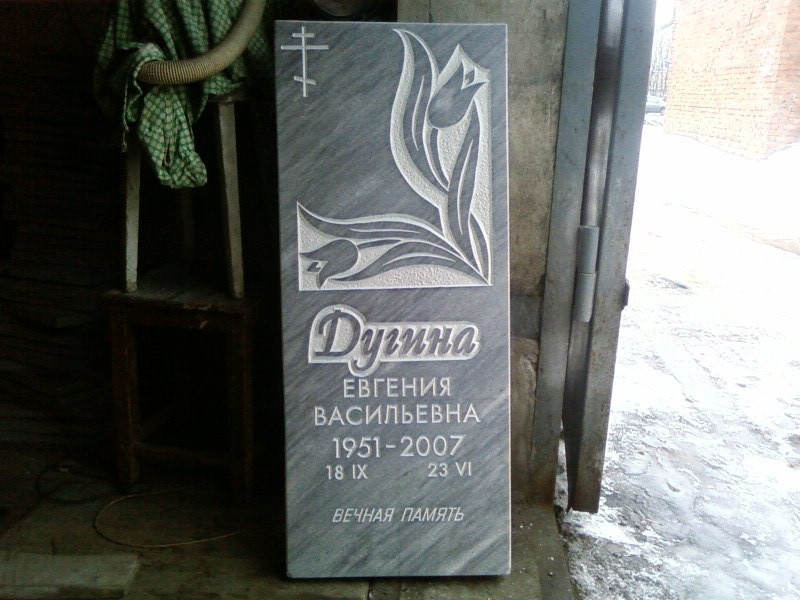 Дугина
ЕВГЕНИЯ
ВАСИЛЬЕВНА
1951-2007
18 IX 23 VI
ВЕЧНАЯ ПАМЯТЬ